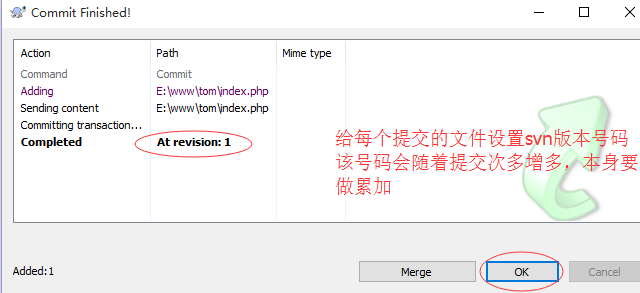 Commit Finished!
Action Path Mime type
Command Commit
Adding E:\www\tom\index.php
Sending content E:\www\tom\index.php
Committing transaction...
Completed At revision: 1
给每个提交的文件设置svn版本号码
该号码会随着提交次多增多，本身要
做累加
Added:1
Merge OK Cancel